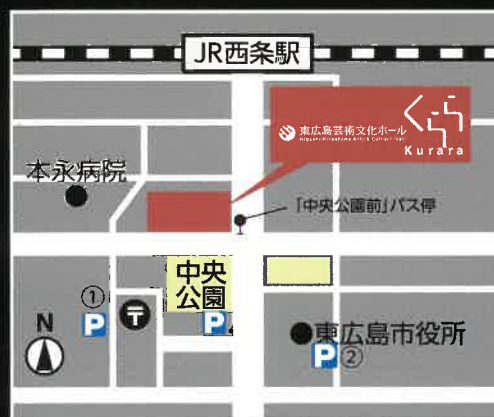 JR西条駅
東広島芸術文化ホール
くらら
Kurara
本永病院
「中央公園前」バス停
中央
公園
①
P
〒
P
N
東広島市役所
P②